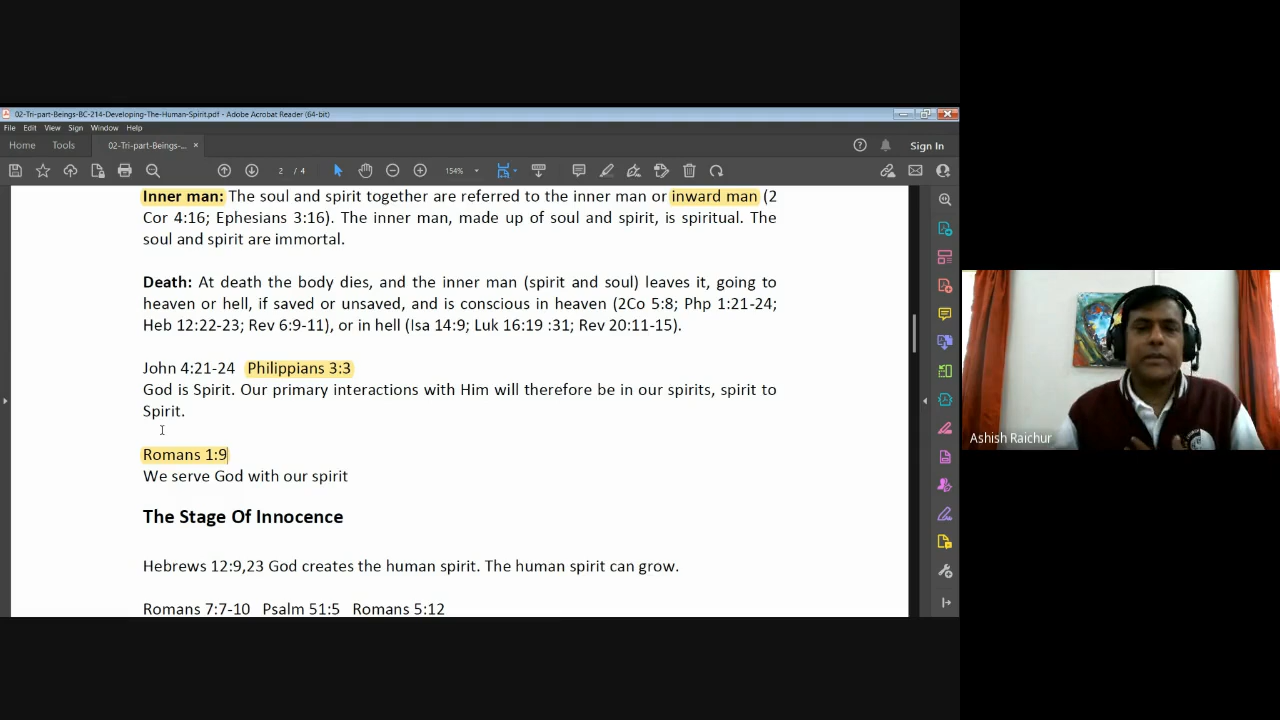 02-Tri-part-Beings-BC-214-Developing-The-Human-Spirit.pdf - Adobe Acrobat Reader (64-bit)
File Edit View Sign Window Help
Home Tools 02-Tri-part-Beings-... × Sign In
2 / 4 154%
Inner man: The soul and spirit together are referred to the inner man or inward man (2
Cor 4:16; Ephesians 3:16). The inner man, made up of soul and spirit, is spiritual. The
soul and spirit are immortal.
Death: At death the body dies, and the inner man (spirit and soul) leaves it, going to
heaven or hell, if saved or unsaved, and is conscious in heaven (2Co 5:8; Php 1:21-24;
Heb 12:22-23; Rev 6:9-11), or in hell (Isa 14:9; Luk 16:19 :31; Rev 20:11-15).
John 4:21-24 Philippians 3:3
God is Spirit. Our primary interactions with Him will therefore be in our spirits, spirit to
Spirit.
Romans 1:9
We serve God with our spirit
The Stage Of Innocence
Hebrews 12:9,23 God creates the human spirit. The human spirit can grow.
Romans 7:7-10 Psalm 51:5 Romans 5:12
Ashish Raichur